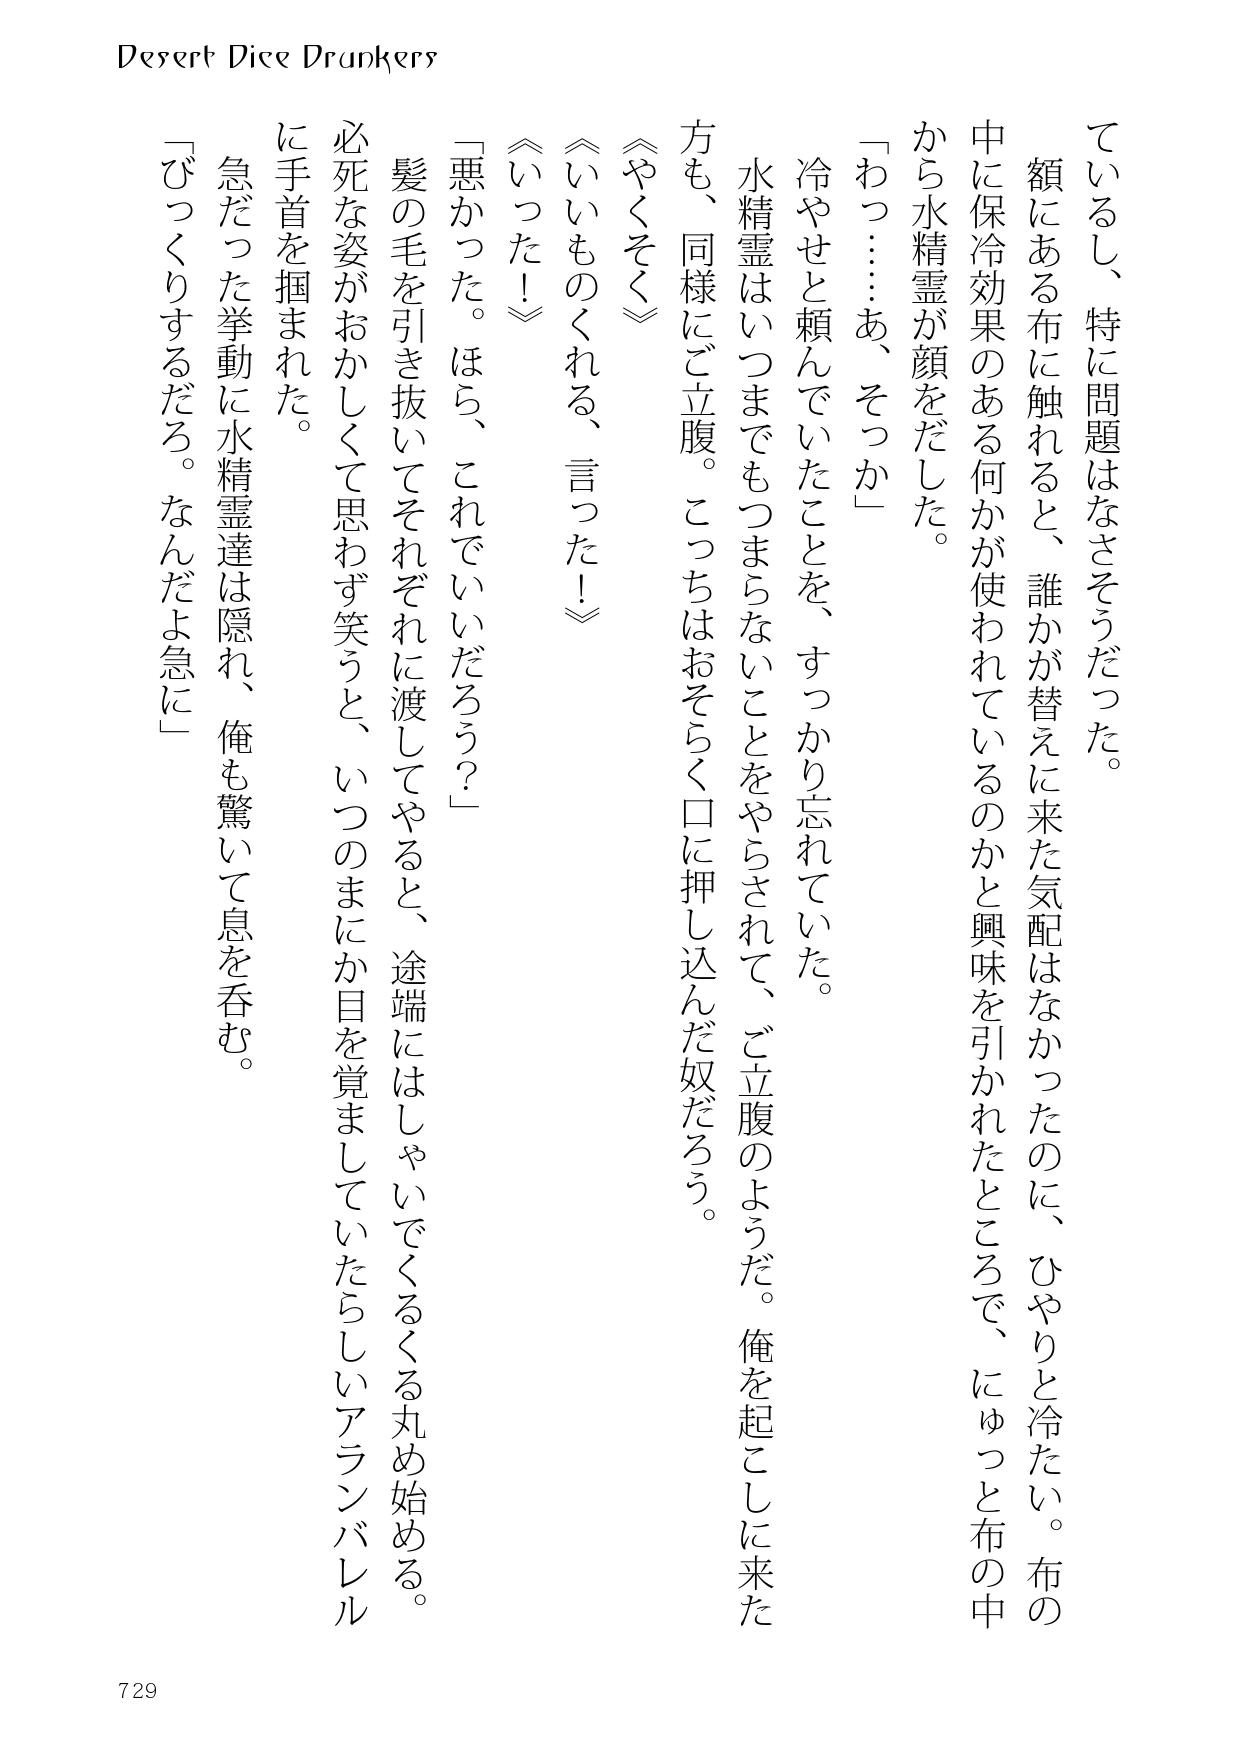 Desert Dice Drunkers
ているし、特に問題はなさそうだった。
　額にある布に触れると、誰かが替えに来た気配はなかったのに、ひやりと冷たい。布の
中に保冷効果のある何かが使われているのかと興味を引かれたところで、にゅっと布の中
から水精霊が顔をだした。
「わっ……あ、そっか」
　冷やせと頼んでいたことを、すっかり忘れていた。
　水精霊はいつまでもつまらないことをやらされて、ご立腹のようだ。俺を起こしに来た
方も、同様にご立腹。こっちはおそらく口に押し込んだ奴だろう。
《やくそく》
《いいものくれる、言った！》
《いった！》
「悪かった。ほら、これでいいだろう？」
　髪の毛を引き抜いてそれぞれに渡してやると、途端にはしゃいでくるくる丸め始める。
必死な姿がおかしくて思わず笑うと、いつのまにか目を覚ましていたらしいアランバレル
に手首を掴まれた。
　急だった挙動に水精霊達は隠れ、俺も驚いて息を呑む。
「びっくりするだろ。なんだよ急に」
729